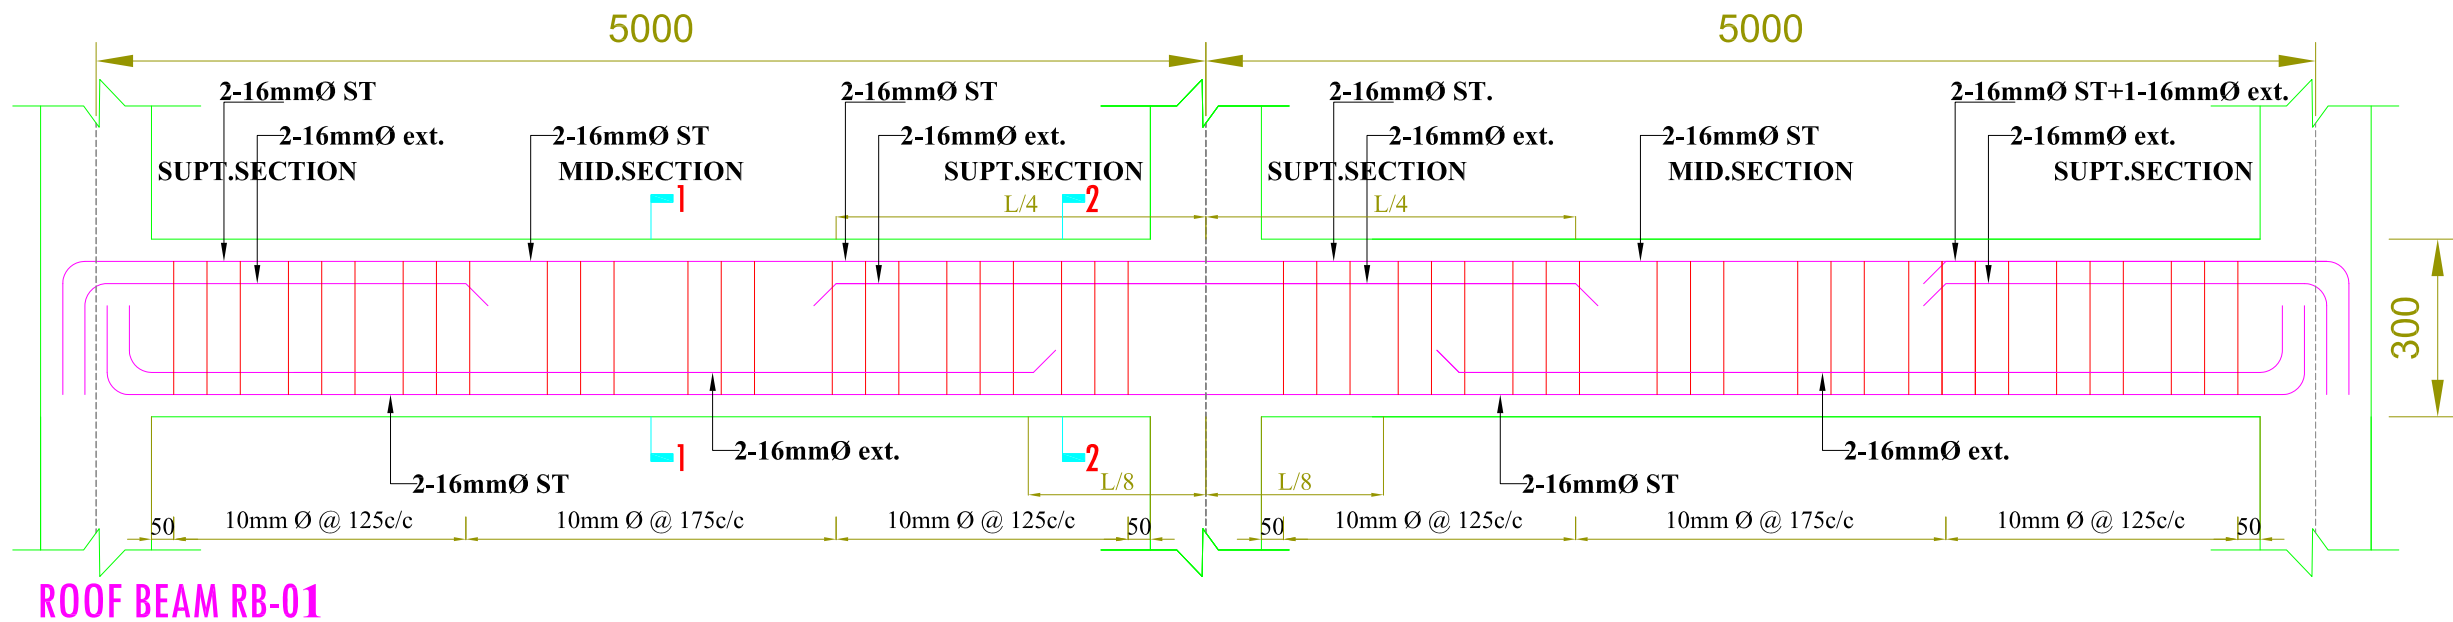 5000 5000
2-16mmØ ST 2-16mmØ ST 2-16mmØ ST. 2-16mmØ ST+1-16mmØ ext.
2-16mmØ ext. 2-16mmØ ST 2-16mmØ ext. 2-16mmØ ext. 2-16mmØ ST 2-16mmØ ext.
SUPT.SECTION MID.SECTION SUPT.SECTION SUPT.SECTION MID.SECTION SUPT.SECTION
1 L/4 2 L/4
300
1 2-16mmØ ext. 2 2-16mmØ ext.
2-16mmØ ST L/8 L/8 2-16mmØ ST
50 10mm Ø @ 125c/c 10mm Ø @ 175c/c 10mm Ø @ 125c/c 50 50 10mm Ø @ 125c/c 10mm Ø @ 175c/c 10mm Ø @ 125c/c 50
ROOF BEAM RB-01